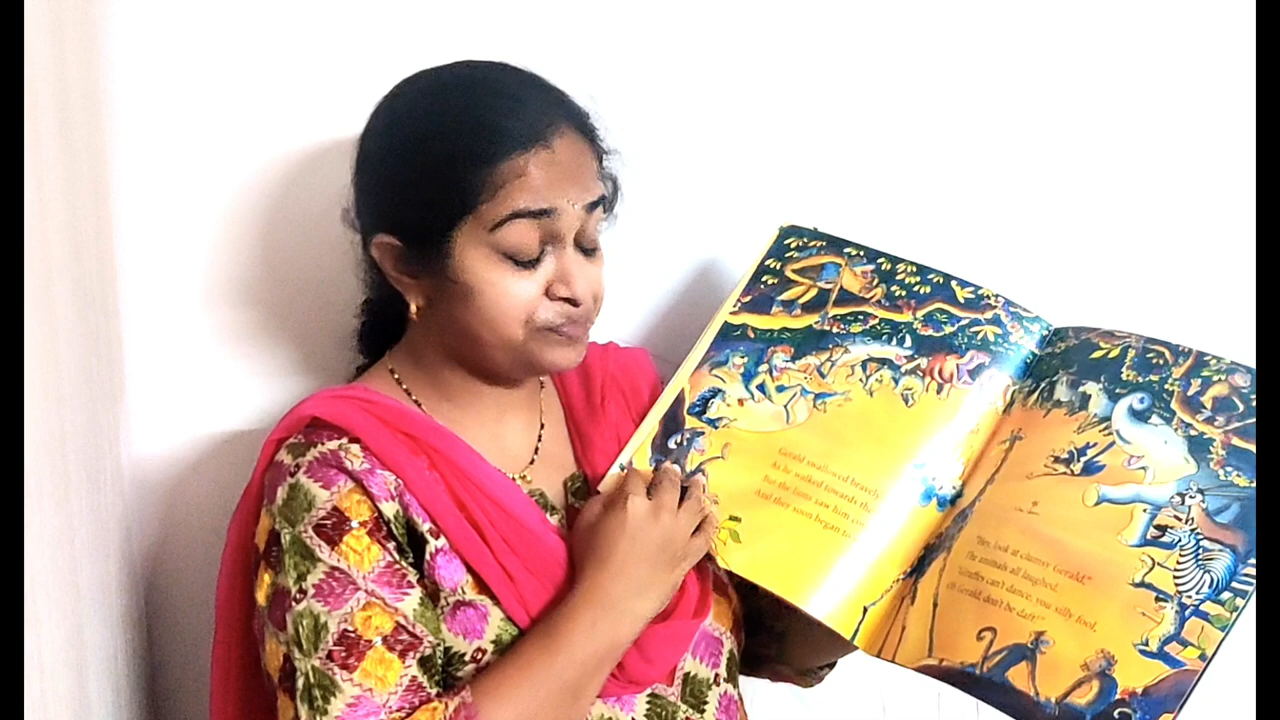 Gerald swallowed bravely
As he walked towards the
But the lions saw him
And they soon began to
"Hey, look at clumsy Gerald,"
The animals all laughed.
"Giraffes can't dance, you silly fool,
Oh Gerald, don't be daft!"